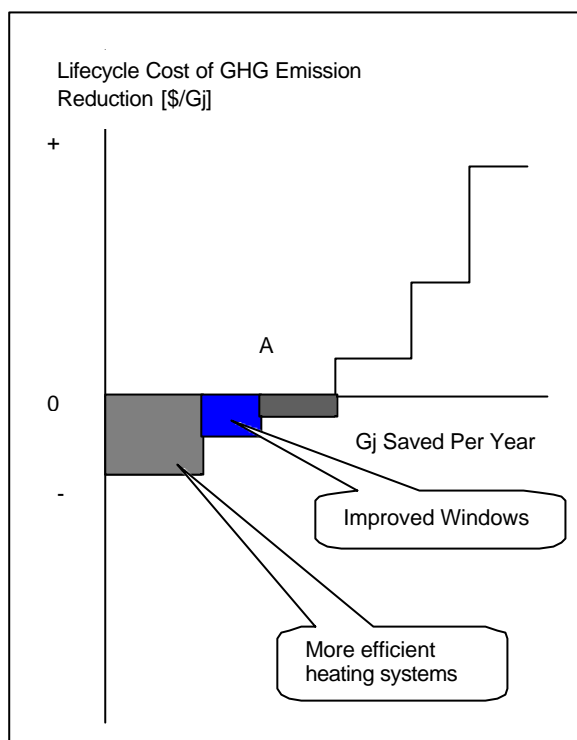 Lifecycle Cost of GHG Emission
Reduction [$/Gj]
+
A
0
Gj Saved Per Year
-
Improved Windows
More efficient
heating systems